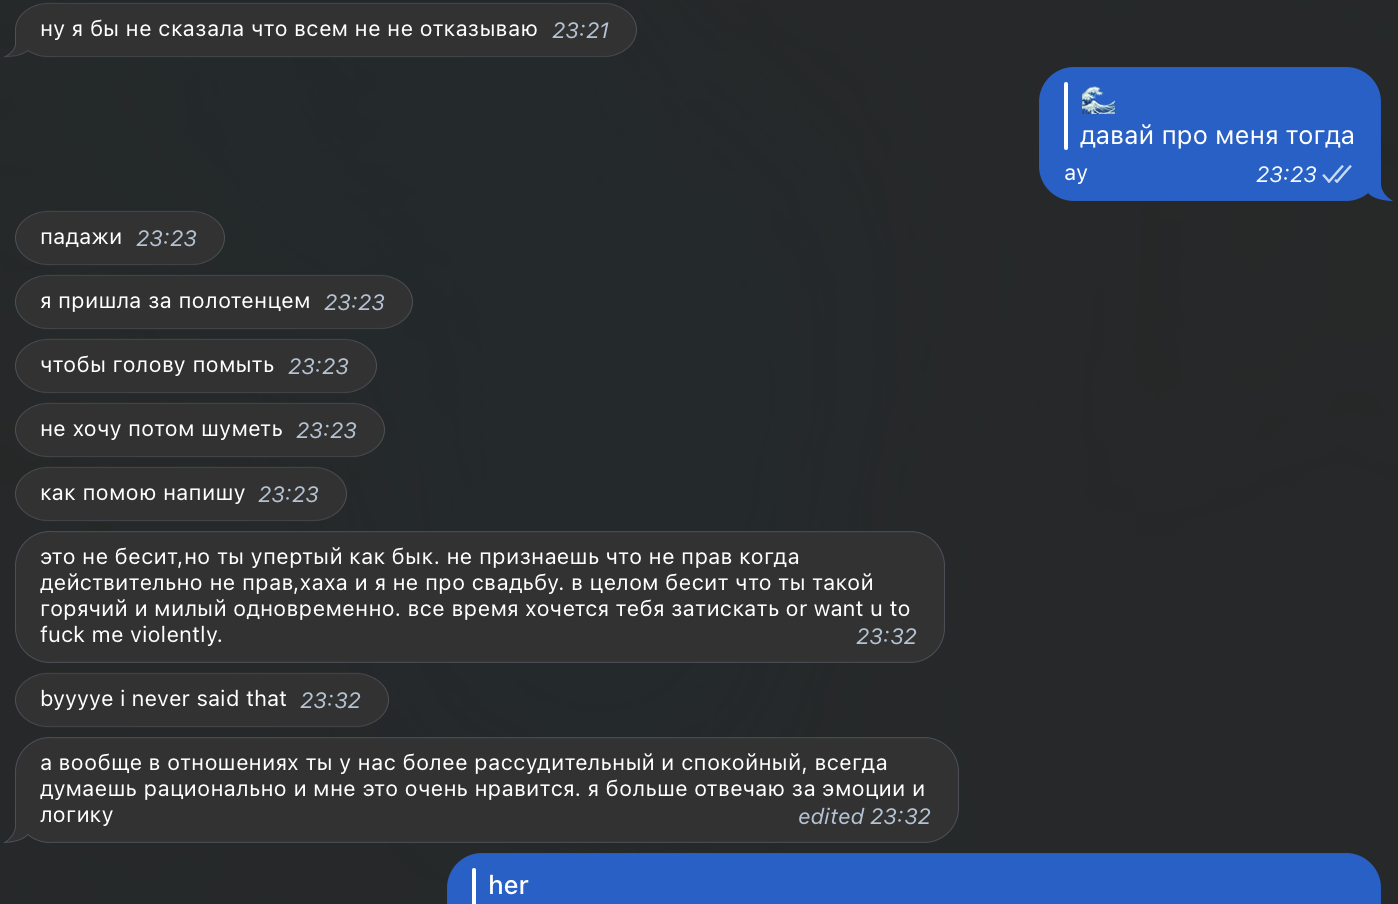 ну я бы не сказала что всем не не отказываю 23:21
🌊
давай про меня тогда
ау 23:23
падажи 23:23
я пришла за полотенцем 23:23
чтобы голову помыть 23:23
не хочу потом шуметь 23:23
как помою напишу 23:23
это не бесит,но ты упертый как бык. не признаешь что не прав когда
действительно не прав,хаха и я не про свадьбу. в целом бесит что ты такой
горячий и милый одновременно. все время хочется тебя затискать or want u to
fuck me violently. 23:32
byyyye i never said that 23:32
а вообще в отношениях ты у нас более рассудительный и спокойный, всегда
думаешь рационально и мне это очень нравится. я больше отвечаю за эмоции и
логику edited 23:32
her